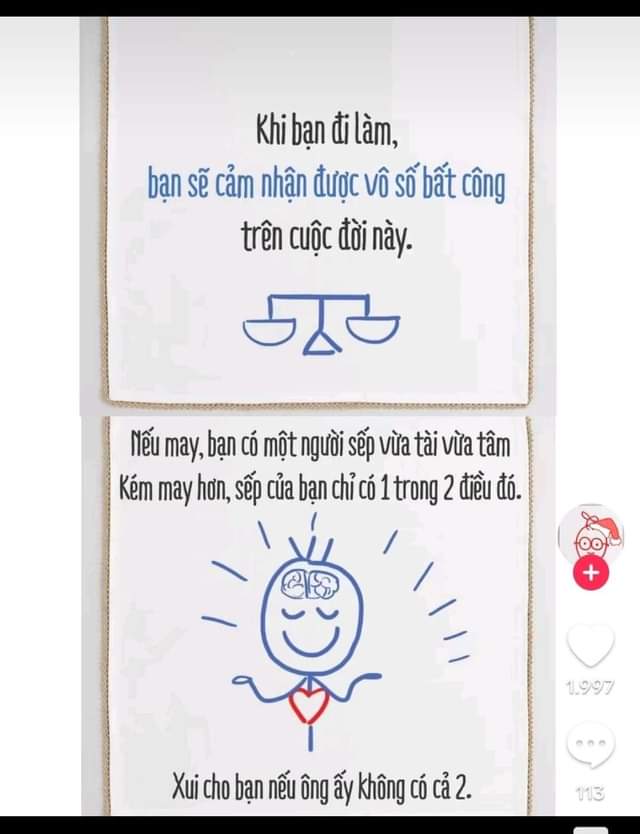 Khi bạn đi làm,
bạn sẽ cảm nhận được vô số bất công
trên cuộc đời này.
Nếu may, bạn có một người sếp vừa tài vừa tâm
Kém may hơn, sếp của bạn chỉ có 1 trong 2 điều đó.
Xui cho bạn nếu ông ấy không có cả 2.
1.997
113